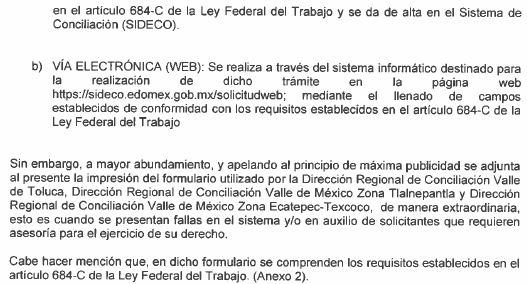 en el artículo 684-C de la Ley Federal del Trabajo y se da de alta en el Sistema de
Conciliación (SIDECO).
b) VÍA ELECTRÓNICA (WEB): Se realiza a través del sistema informático destinado para
la realización de dicho trámite en la página web
https://sideco.edomex.gob.mx/solicitudweb; mediante el llenado de campos
establecidos de conformidad con los requisitos establecidos en el artículo 684-C de la
Ley Federal del Trabajo
Sin embargo, a mayor abundamiento, y apelando al principio de máxima publicidad se adjunta
al presente la impresión del formulario utilizado por la Dirección Regional de Conciliación Valle
de Toluca, Dirección Regional de Conciliación Valle de México Zona Tlalnepantla y Dirección
Regional de Conciliación Valle de México Zona Ecatepec-Texcoco, de manera extraordinaria,
esto es cuando se presentan fallas en el sistema y/o en auxilio de solicitantes que requieren
asesoría para el ejercicio de su derecho.
Cabe hacer mención que, en dicho formulario se comprenden los requisitos establecidos en el
artículo 684-C de la Ley Federal del Trabajo. (Anexo 2).